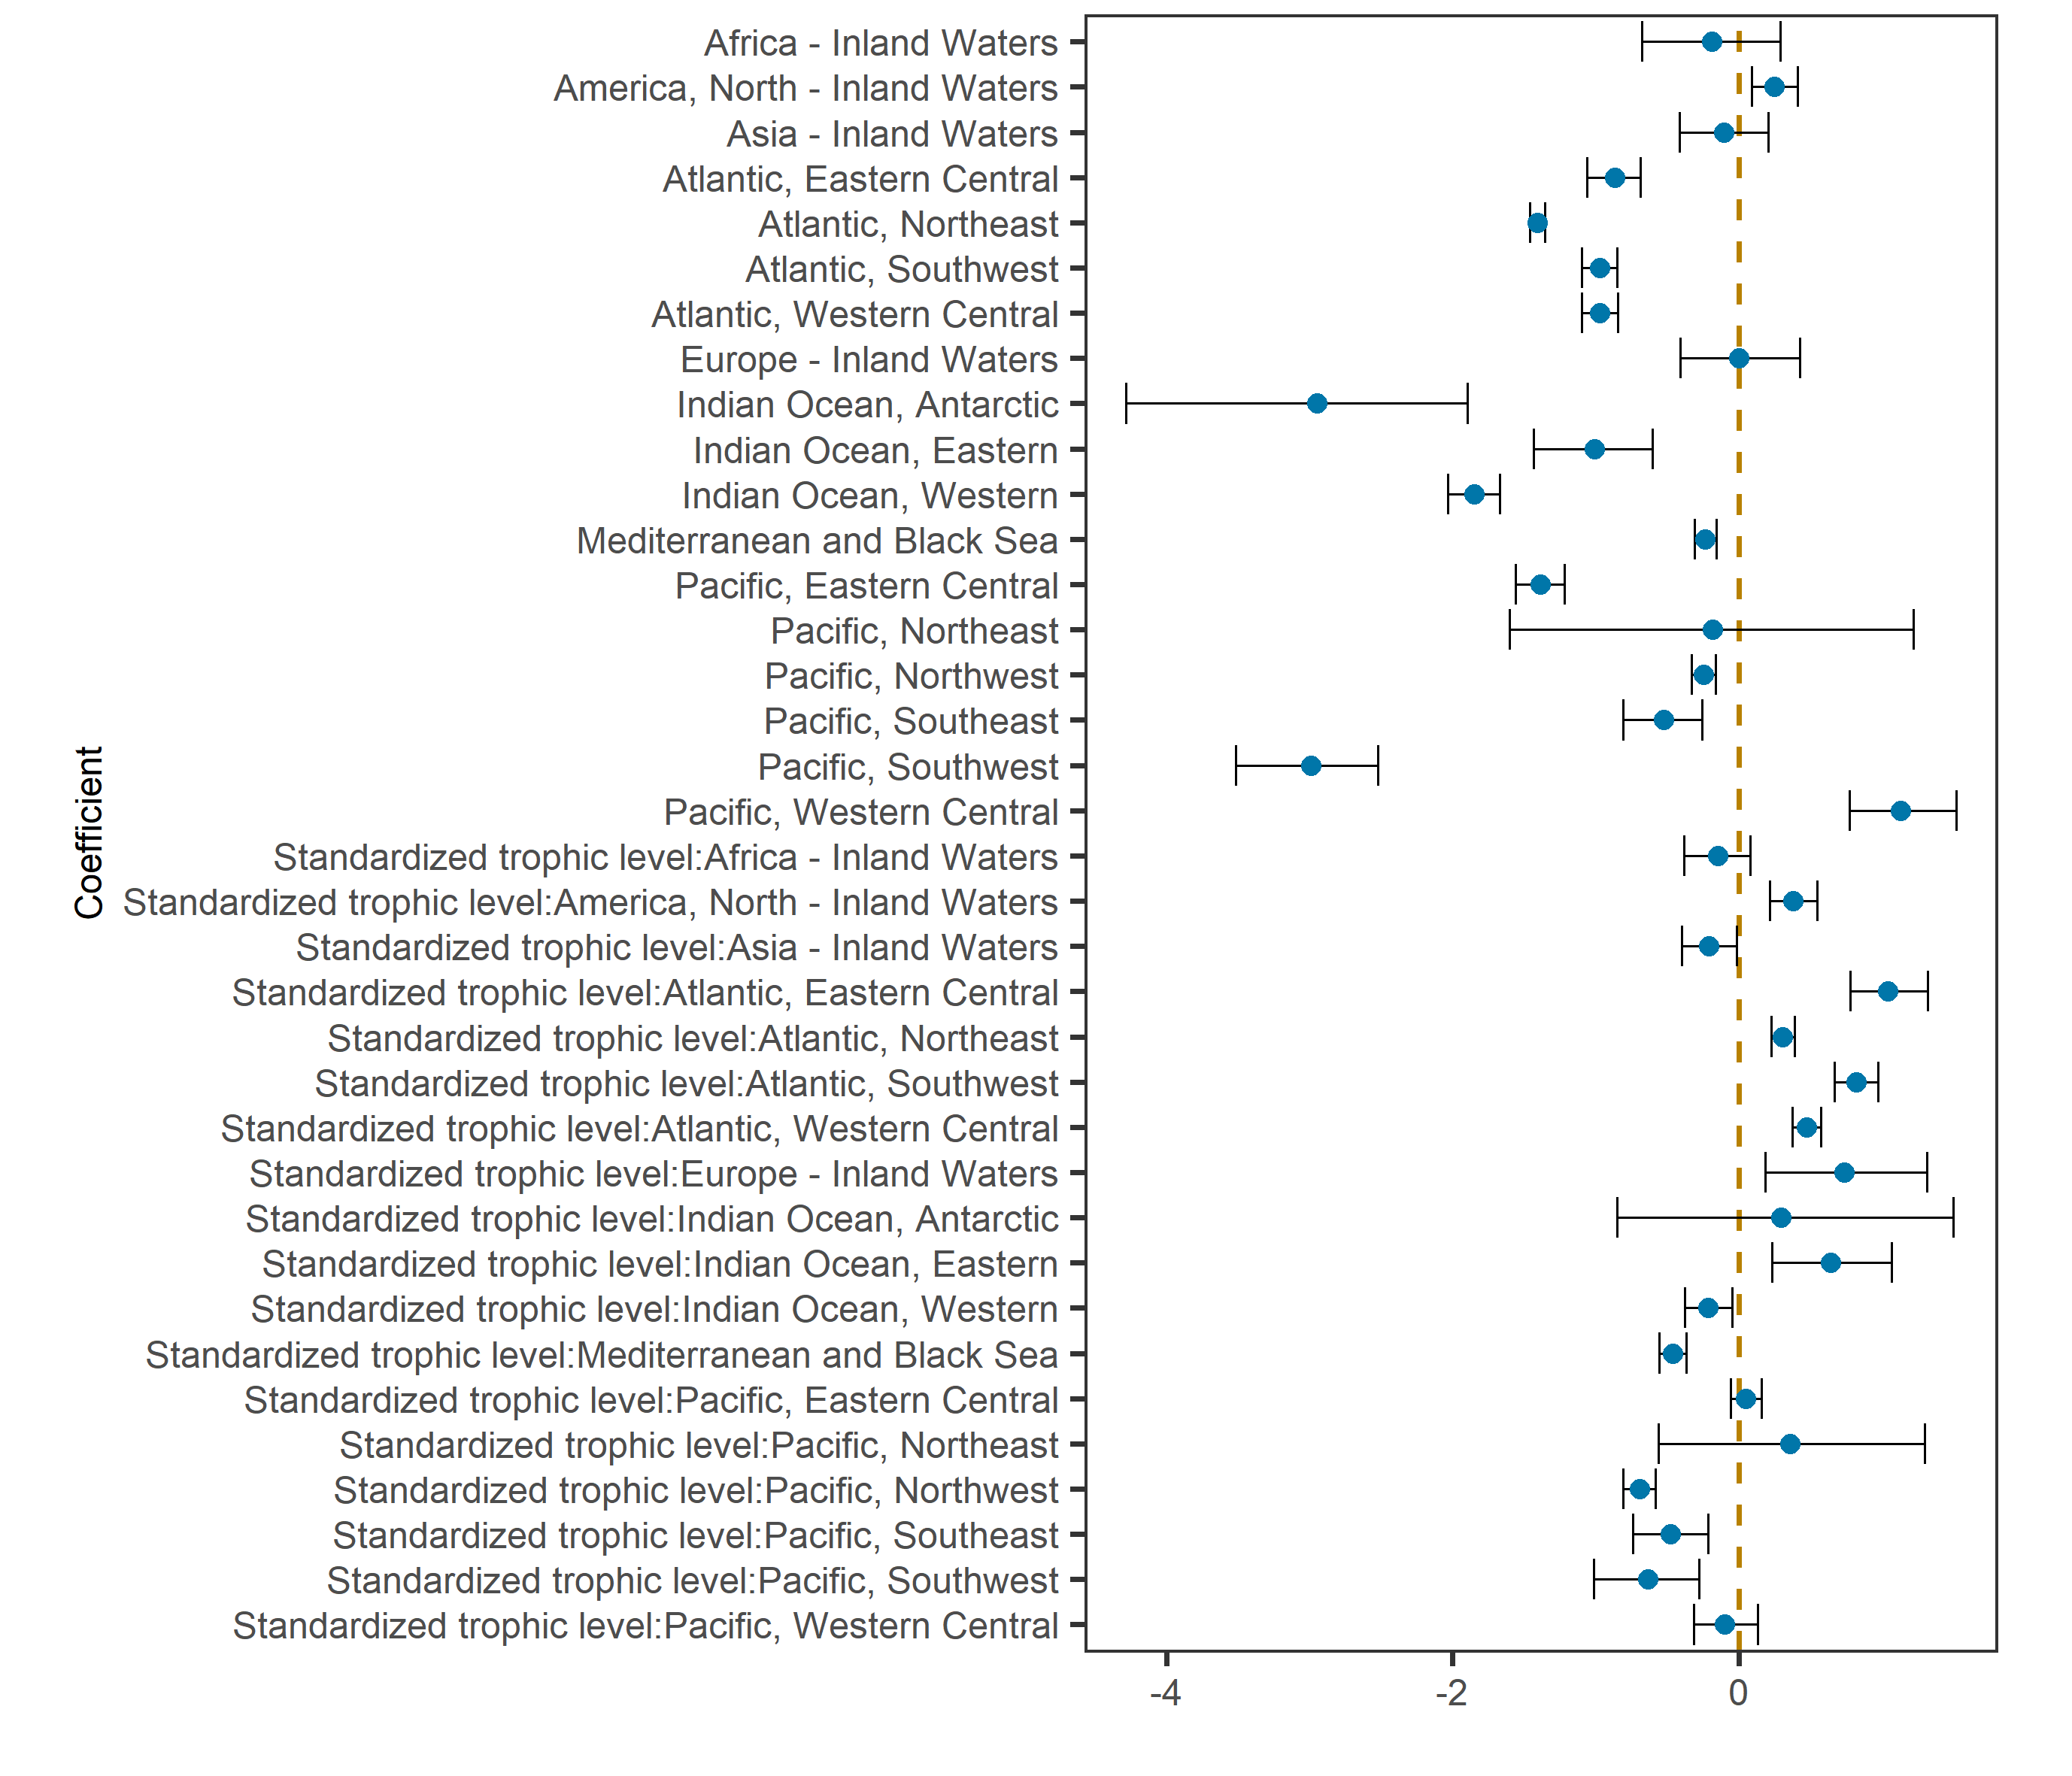 Africa - Inland Waters
America, North - Inland Waters
Asia - Inland Waters
Atlantic, Eastern Central
Atlantic, Northeast
Atlantic, Southwest
Atlantic, Western Central
Europe - Inland Waters
Indian Ocean, Antarctic
Indian Ocean, Eastern
Indian Ocean, Western
Mediterranean and Black Sea
Pacific, Eastern Central
Pacific, Northeast
Pacific, Northwest
Pacific, Southeast
Pacific, Southwest
Pacific, Western Central
Standardized trophic level:Africa - Inland Waters
Standardized trophic level:America, North - Inland Waters
Standardized trophic level:Asia - Inland Waters
Standardized trophic level:Atlantic, Eastern Central
Standardized trophic level:Atlantic, Northeast
Standardized trophic level:Atlantic, Southwest
Standardized trophic level:Atlantic, Western Central
Standardized trophic level:Europe - Inland Waters
Standardized trophic level:Indian Ocean, Antarctic
Standardized trophic level:Indian Ocean, Eastern
Standardized trophic level:Indian Ocean, Western
Standardized trophic level:Mediterranean and Black Sea
Standardized trophic level:Pacific, Eastern Central
Standardized trophic level:Pacific, Northeast
Standardized trophic level:Pacific, Northwest
Standardized trophic level:Pacific, Southeast
Standardized trophic level:Pacific, Southwest
Standardized trophic level:Pacific, Western Central
Coefficient
-4
-2
0